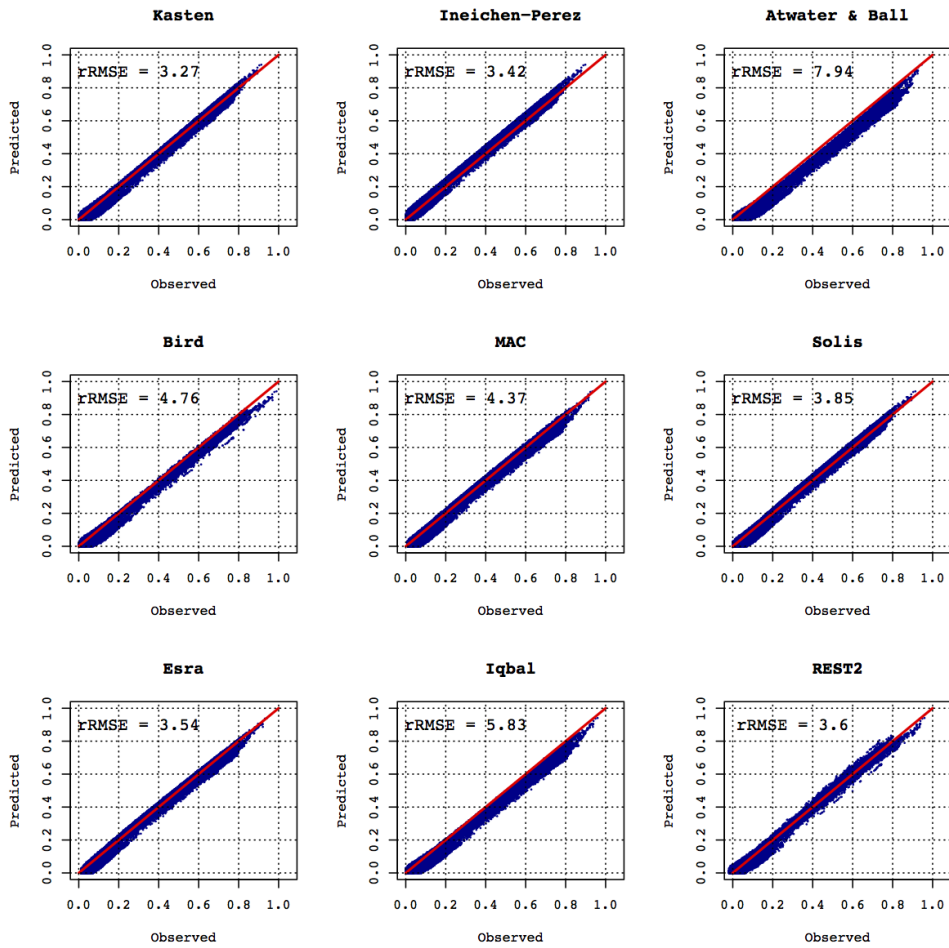 Kasten Ineichen-Perez Atwater & Ball
rRMSE = 3.27 rRMSE = 3.42 rRMSE = 7.94
Predicted Predicted Predicted
0.0 0.2 0.4 0.6 0.8 1.0 0.0 0.2 0.4 0.6 0.8 1.0 0.0 0.2 0.4 0.6 0.8 1.0
0.0 0.2 0.4 0.6 0.8 1.0 0.0 0.2 0.4 0.6 0.8 1.0 0.0 0.2 0.4 0.6 0.8 1.0
Observed Observed Observed
Bird MAC Solis
rRMSE = 4.76 rRMSE = 4.37 rRMSE = 3.85
Predicted Predicted Predicted
0.0 0.2 0.4 0.6 0.8 1.0 0.0 0.2 0.4 0.6 0.8 1.0 0.0 0.2 0.4 0.6 0.8 1.0
0.0 0.2 0.4 0.6 0.8 1.0 0.0 0.2 0.4 0.6 0.8 1.0 0.0 0.2 0.4 0.6 0.8 1.0
Observed Observed Observed
Esra Iqbal REST2
rRMSE = 3.54 rRMSE = 5.83 rRMSE = 3.6
Predicted Predicted Predicted
0.0 0.2 0.4 0.6 0.8 1.0 0.0 0.2 0.4 0.6 0.8 1.0 0.0 0.2 0.4 0.6 0.8 1.0
0.0 0.2 0.4 0.6 0.8 1.0 0.0 0.2 0.4 0.6 0.8 1.0 0.0 0.2 0.4 0.6 0.8 1.0
Observed Observed Observed